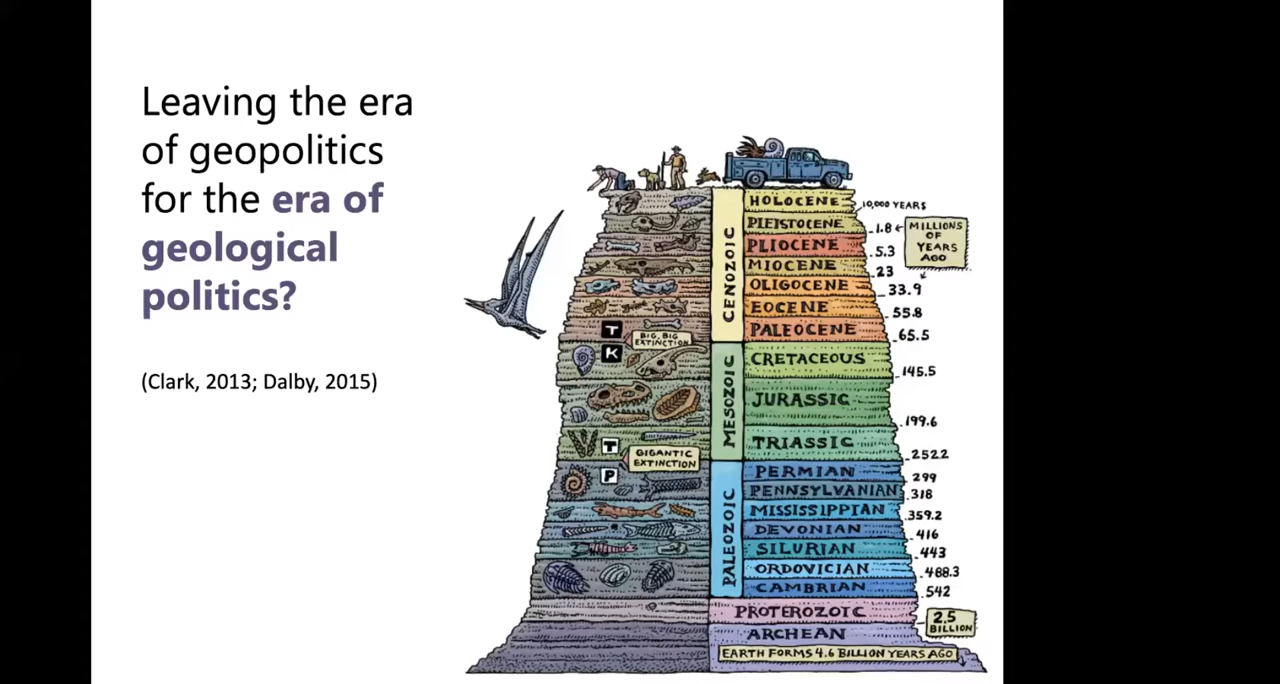 Leaving the era
of geopolitics
for the era of
geological
politics?
(Clark, 2013; Dalby, 2015)
HOLOCENE
10,000 YEARS
PLEISTOCENE
1.8
MILLIONS
OF
YEARS
AGO
PLIOCENE
5.3
MIOCENE
23
OLIGOCENE
33.9
EOCENE
55.8
PALEOCENE
65.5
CENOZOIC
T
BIG, BIG
EXTINCTION
K
CRETACEOUS
145.5
JURASSIC
199.6
TRIASSIC
252.2
MESOZOIC
T
GIGANTIC
EXTINCTION
P
PERMIAN
299
PENNSYLVANIAN
318
MISSISSIPPIAN
359.2
DEVONIAN
416
SILURIAN
443
ORDOVICIAN
488.3
CAMBRIAN
542
PALEOZOIC
PROTEROZOIC
2.5
BILLION
ARCHEAN
EARTH FORMS 4.6 BILLION YEARS AGO